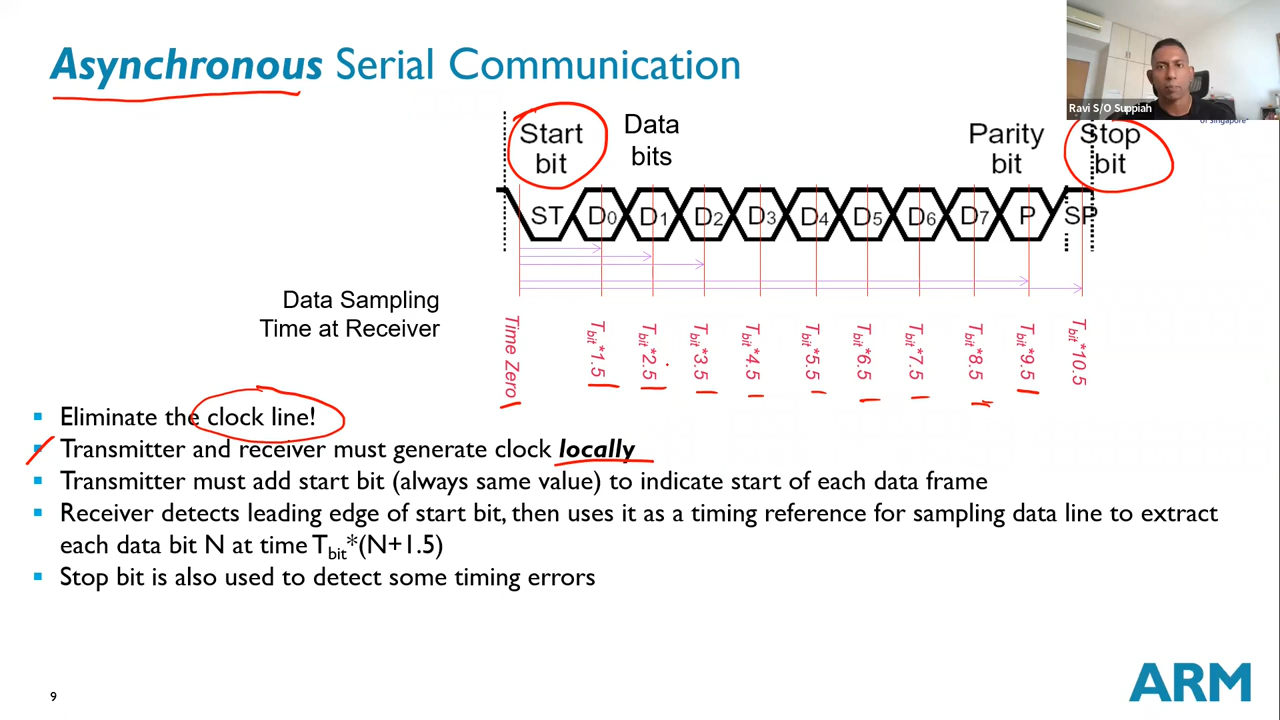 Asynchronous Serial Communication
Ravi S/O Suppiah
of Singapore
Start bit
Data bits
Parity bit
Stop bit
ST D0 D1 D2 D3 D4 D5 D6 D7 P SP
Data Sampling
Time at Receiver
Time Zero
Tbit*1.5
Tbit*2.5
Tbit*3.5
Tbit*4.5
Tbit*5.5
Tbit*6.5
Tbit*7.5
Tbit*8.5
Tbit*9.5
Tbit*10.5
Eliminate the clock line!
Transmitter and receiver must generate clock locally
Transmitter must add start bit (always same value) to indicate start of each data frame
Receiver detects leading edge of start bit, then uses it as a timing reference for sampling data line to extract
each data bit N at time Tbit*(N+1.5)
Stop bit is also used to detect some timing errors
9
ARM